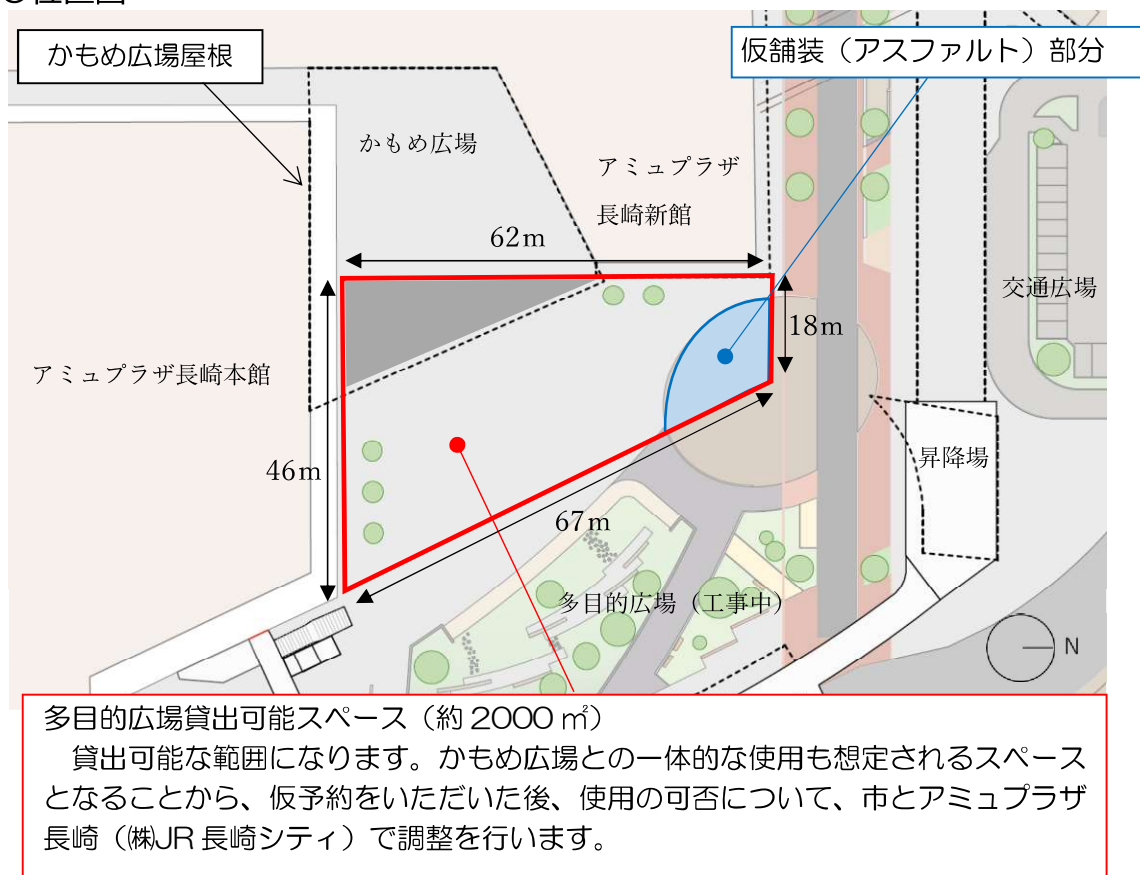 かもめ広場屋根
仮舗装（アスファルト）部分
かもめ広場
アミュプラザ
長崎新館
62m
交通広場
18m
アミュプラザ長崎本館
46m
昇降場
67m
多目的広場（工事中）
N
多目的広場貸出可能スペース（約 2000 ㎡）
貸出可能な範囲になります。かもめ広場との一体的な使用も想定されるスペース
となることから、仮予約をいただいた後、使用の可否について、市とアミュプラザ
長崎（㈱JR 長崎シティ）で調整を行います。